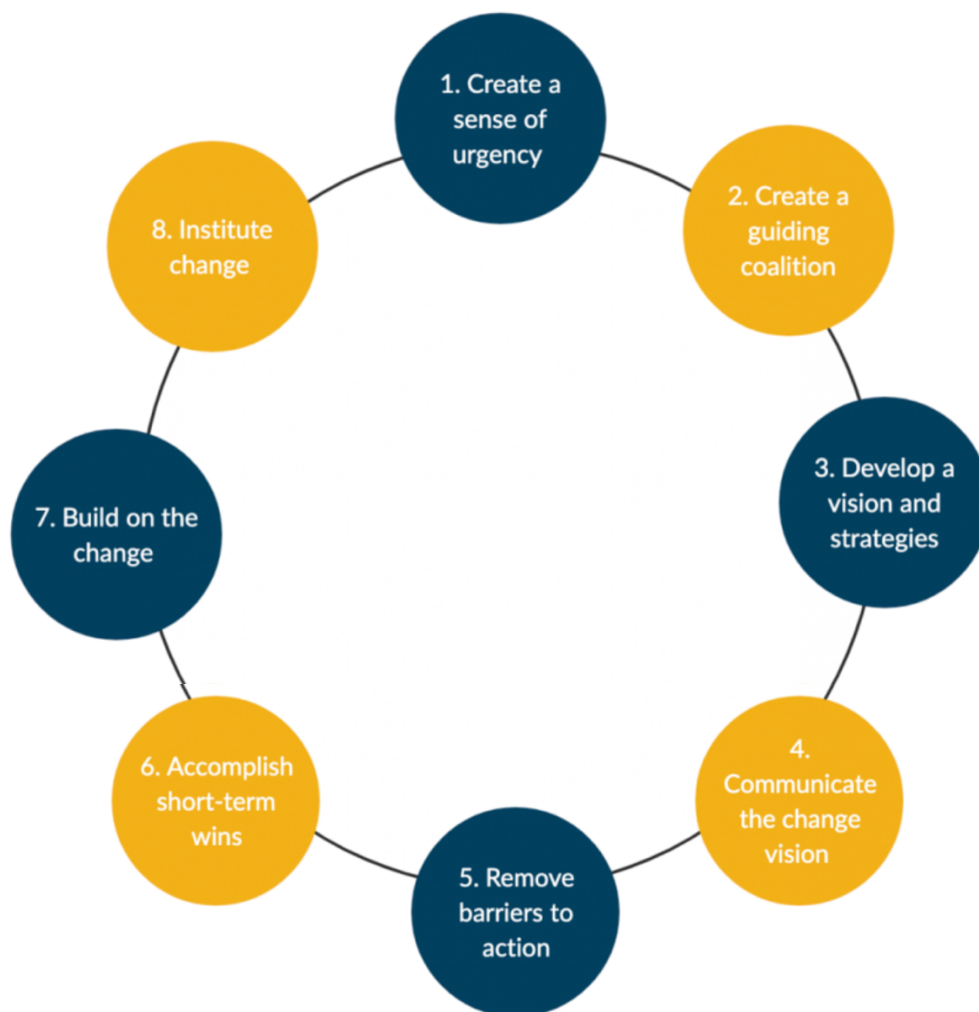 1. Create a
sense of
urgency
2. Create a
guiding
coalition
3. Develop a
vision and
strategies
4.
Communicate
the change
vision
5. Remove
barriers to
action
6. Accomplish
short-term
wins
7. Build on the
change
8. Institute
change